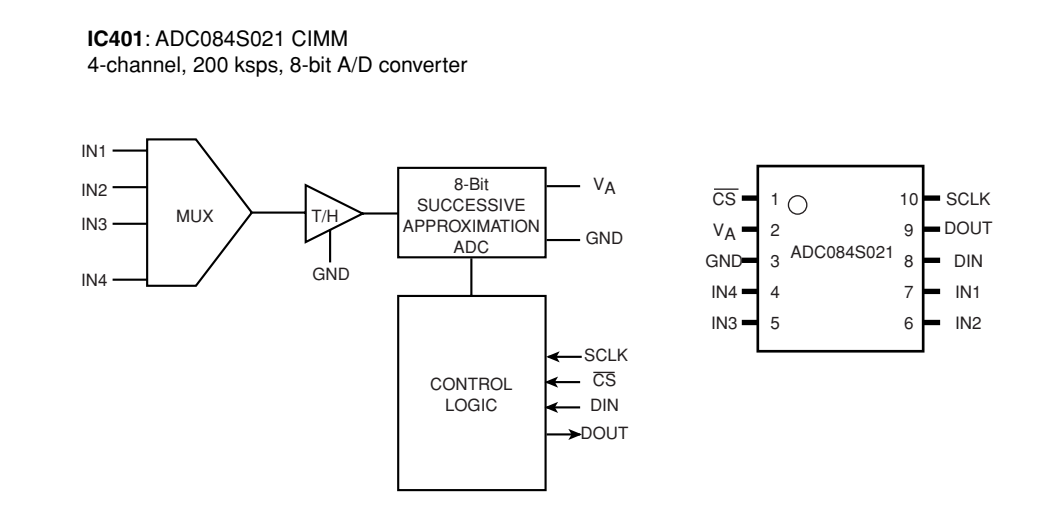 IC401: ADC084S021 CIMM
4-channel, 200 ksps, 8-bit A/D converter
IN1
IN2
IN3
IN4
MUX
T/H
GND
8-Bit
SUCCESSIVE
APPROXIMATION
ADC
VA
GND
CONTROL
LOGIC
SCLK
CS
DIN
DOUT
CS 1 10 SCLK
VA 2 9 DOUT
GND 3 ADC084S021 8 DIN
IN4 4 7 IN1
IN3 5 6 IN2